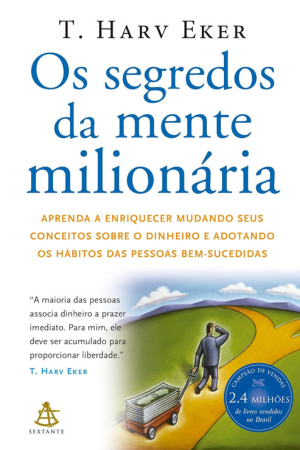 T. Harv Eker
Os segredos
da mente
milionária
APRENDA A ENRIQUECER MUDANDO SEUS
CONCEITOS SOBRE O DINHEIRO E ADOTANDO
OS HÁBITOS DAS PESSOAS BEM-SUCEDIDAS
"A maioria das pessoas
associa dinheiro a prazer
imediato. Para mim, ele
deve ser acumulado para
proporcionar liberdade."
T. Harv Eker
SEXTANTE
CAMPEÃO DE VENDAS
2.4 MILHÕES
de livros vendidos
no Brasil